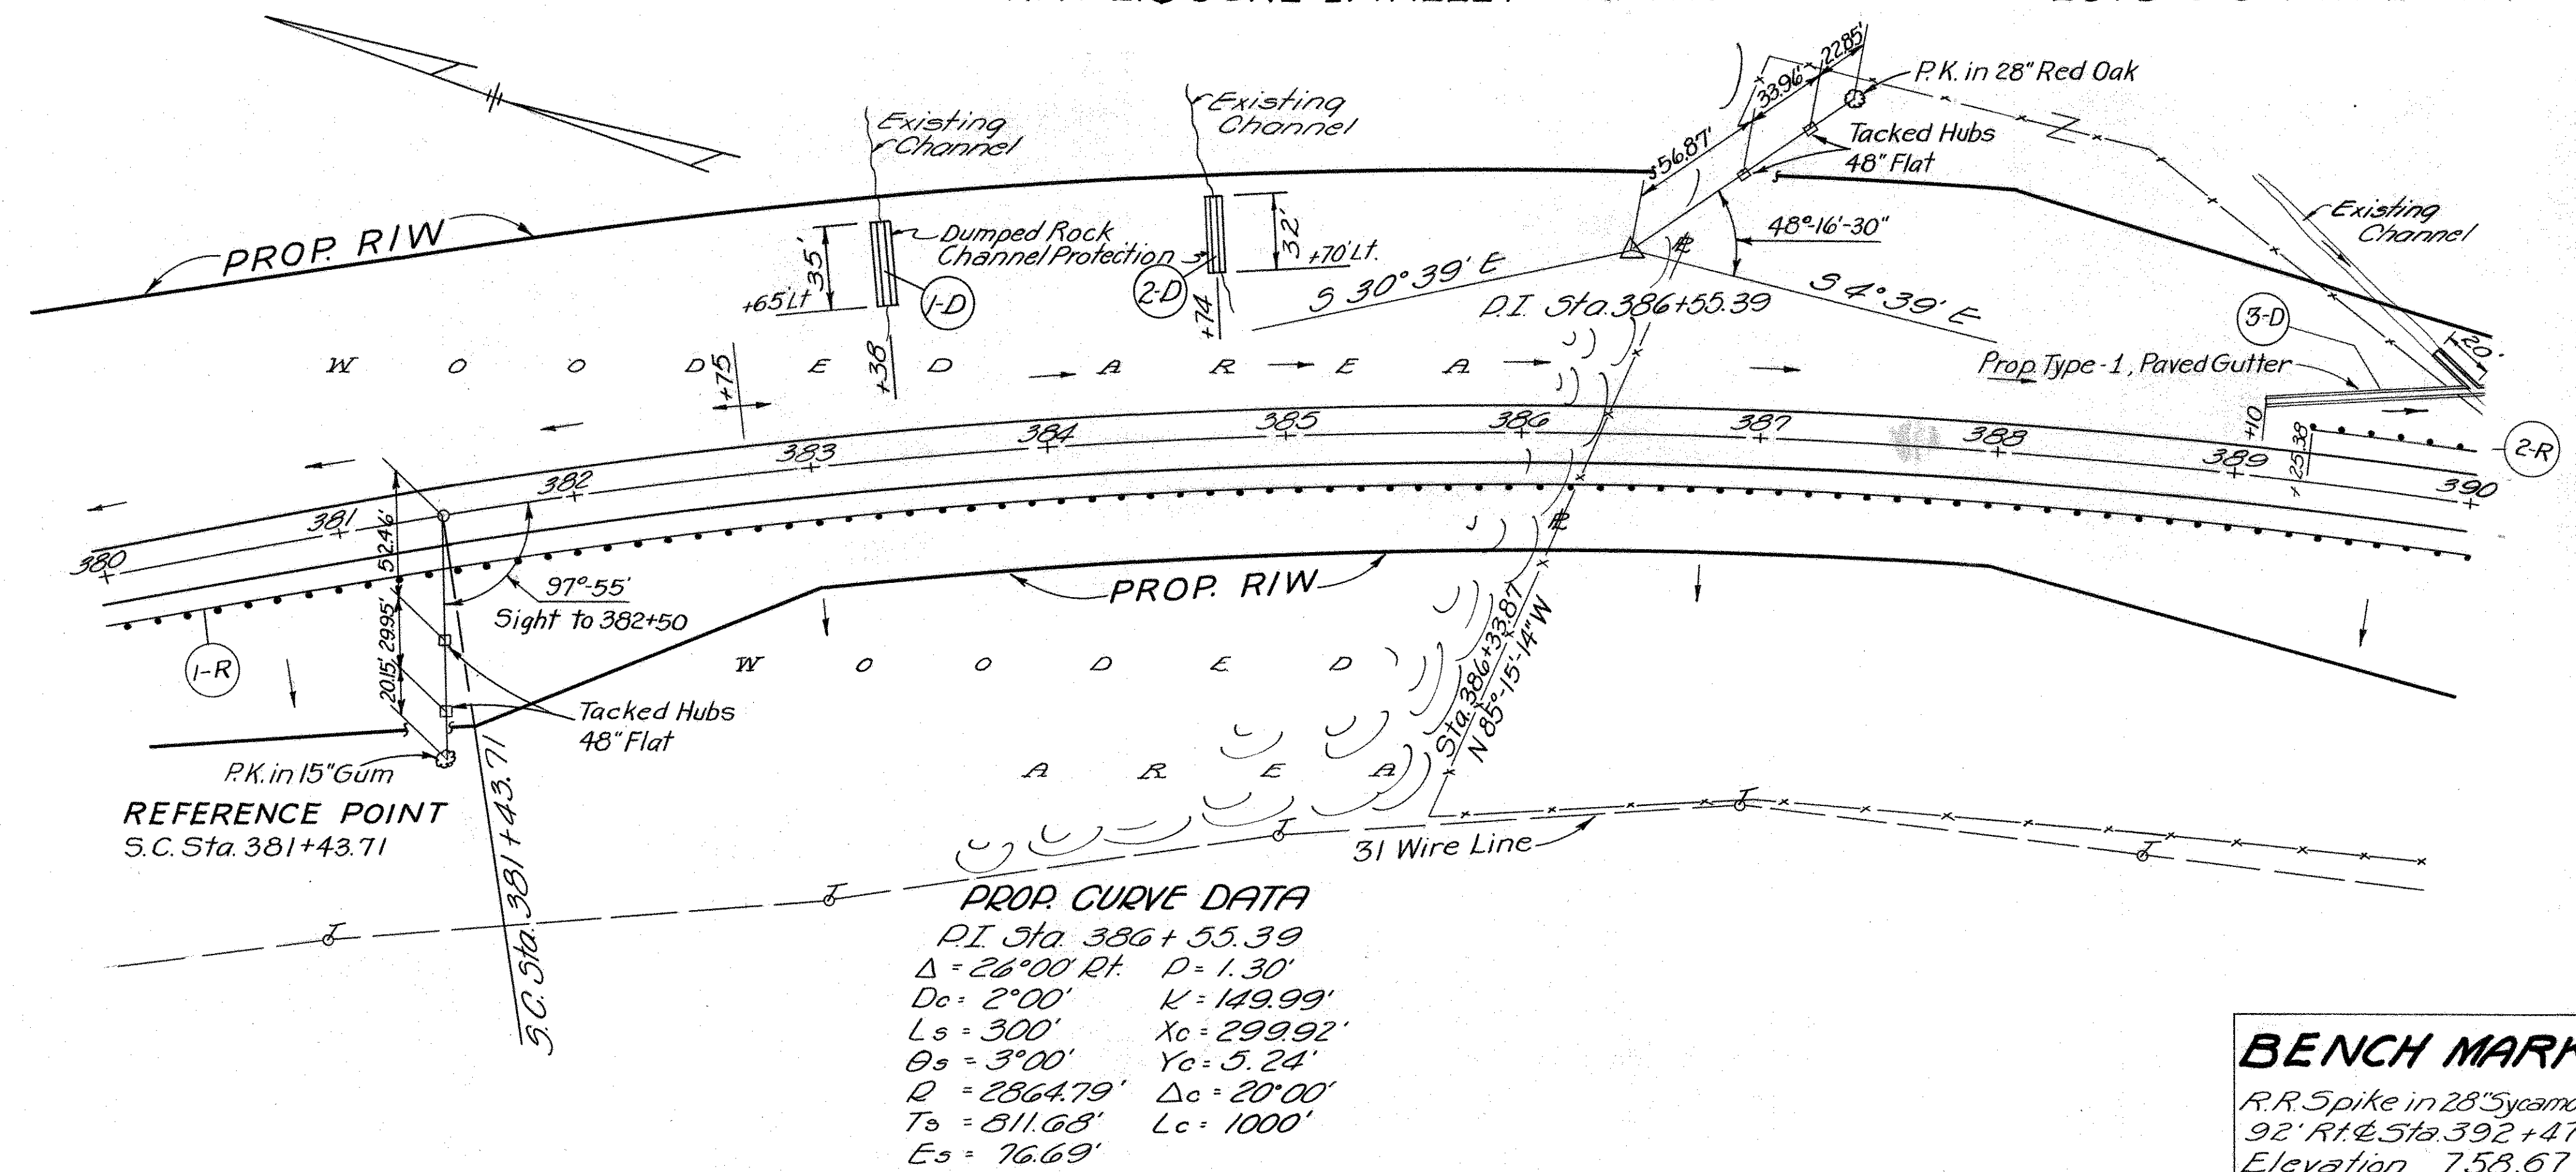 22.85'
33.96'
56.87'
P.K. in 28" Red Oak
Tacked Hubs
48" Flat
48°-16'-30"
Existing
Channel
Existing
Channel
Existing
Channel
PROP. R/W
35'
Dumped Rock
Channel Protection
32'
+70' Lt.
+65' Lt
1-D
2-D
+74
S 30° 39' E
S 4° 39' E
P.I. Sta. 386+55.39
3-D
20'
Prop. Type-1, Paved Gutter
W O O D E D A R E A
+75
+38
+10
+25.38
2-R
380
381
382
383
384
385
386
387
388
389
390
52.46'
29.95'
20.15'
97°-55'
Sight to 382+50
1-R
PROP. R/W
W O O D E D
A R E A
Tacked Hubs
48" Flat
P.K. in 15" Gum
REFERENCE POINT
S.C. Sta. 381+43.71
S.C. Sta. 381+43.71
Sta. 386+33.87
N 85°-15'-14" W
31 Wire Line
PROP. CURVE DATA
P.I. Sta. 386+55.39
Δ = 26°00' Rt. P = 1.30'
Dc = 2°00' K = 149.99'
Ls = 300' Xc = 299.92'
θs = 3°00' Yc = 5.24'
R = 2864.79' Δc = 20°00'
Ts = 811.68' Lc = 1000'
Es = 76.69'
BENCH MARK
R.R. Spike in 28" Sycamo
92' Rt. ℄ Sta. 392+47
Elevation 758.67